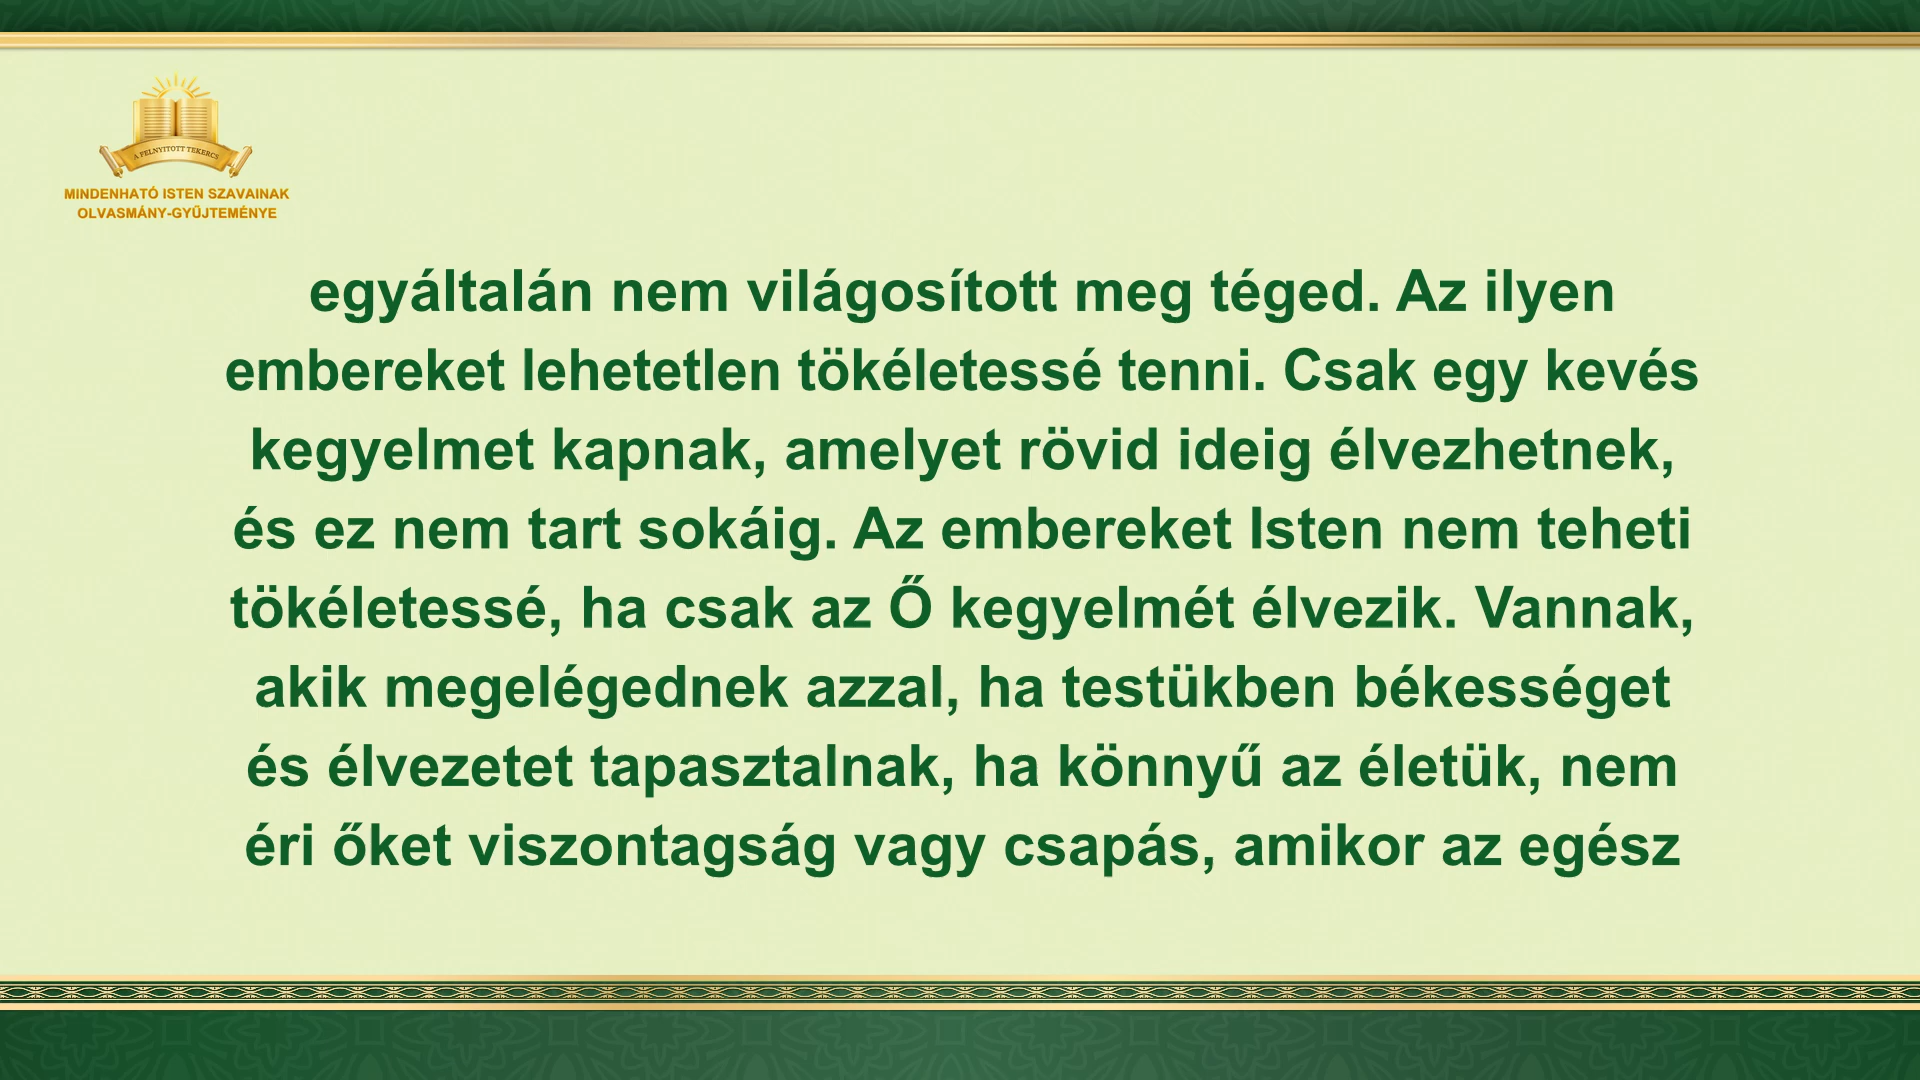 A FELNYITOTT TEKERCS
MINDENHATÓ ISTEN SZAVAINAK
OLVASMÁNY-GYŰJTEMÉNYE
egyáltalán nem világosított meg téged. Az ilyen
embereket lehetetlen tökéletessé tenni. Csak egy kevés
kegyelmet kapnak, amelyet rövid ideig élvezhetnek,
és ez nem tart sokáig. Az embereket Isten nem teheti
tökéletessé, ha csak az Ő kegyelmét élvezik. Vannak,
akik megelégednek azzal, ha testükben békességet
és élvezetet tapasztalnak, ha könnyű az életük, nem
éri őket viszontagság vagy csapás, amikor az egész